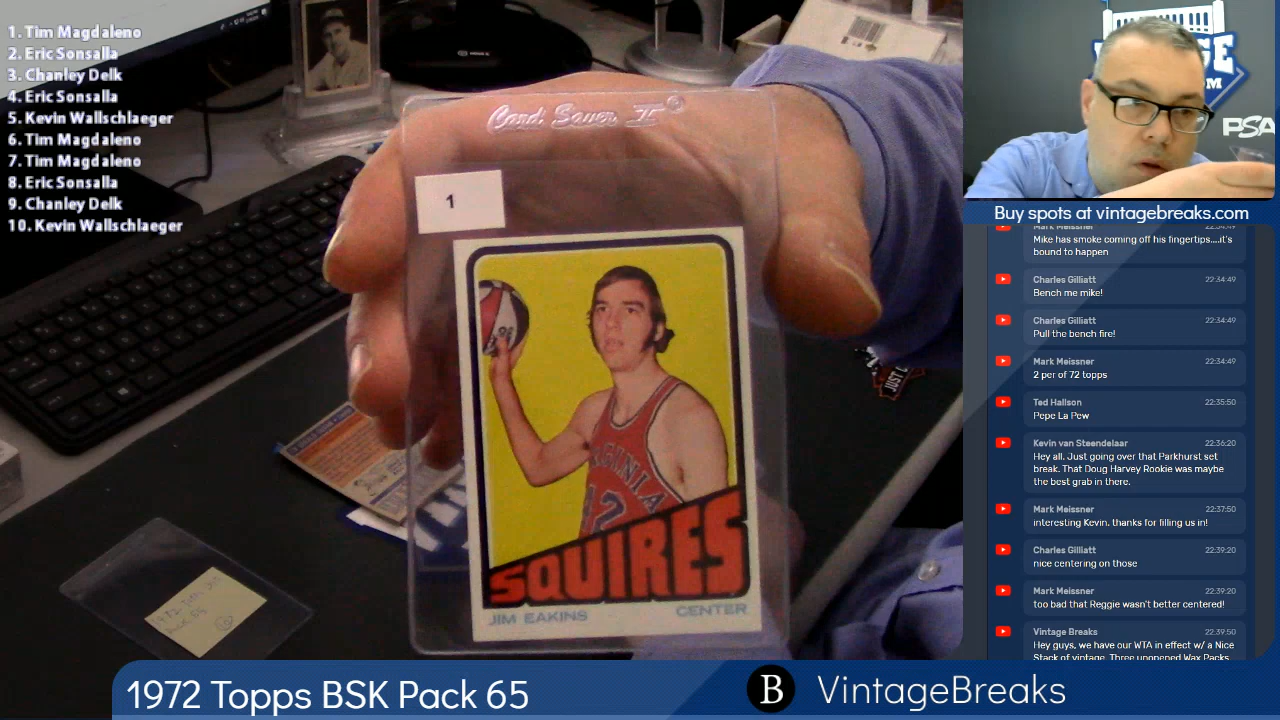 1. Tim Magdaleno
2. Eric Sonsalla
3. Chanley Delk
4. Eric Sonsalla
5. Kevin Wallschlaeger
6. Tim Magdaleno
7. Tim Magdaleno
8. Eric Sonsalla
9. Chanley Delk
10. Kevin Wallschlaeger
Card Saver II®
1
VIRGINIA
12
SQUIRES
JIM EAKINS
CENTER
PSA
Buy spots at vintagebreaks.com
Mark Meissner 22:34:49
Mike has smoke coming off his fingertips....it's
bound to happen
Charles Gilliatt 22:34:49
Bench me mike!
Charles Gilliatt 22:34:49
Pull the bench fire!
Mark Meissner 22:34:49
2 per of 72 topps
Ted Hallson 22:35:50
Pepe La Pew
Kevin van Steendelaar 22:36:20
Hey all. Just going over that Parkhurst set
break. That Doug Harvey Rookie was maybe
the best grab in there.
Mark Meissner 22:37:50
interesting Kevin. thanks for filling us in!
Charles Gilliatt 22:39:20
nice centering on those
Mark Meissner 22:39:20
too bad that Reggie wasn't better centered!
Vintage Breaks 22:39:50
Hey guys, we have our WTA in effect w/ a Nice
Stack of vintage. Three unopened Wax Packs
1972 Topps BSK Pack 65
B VintageBreaks